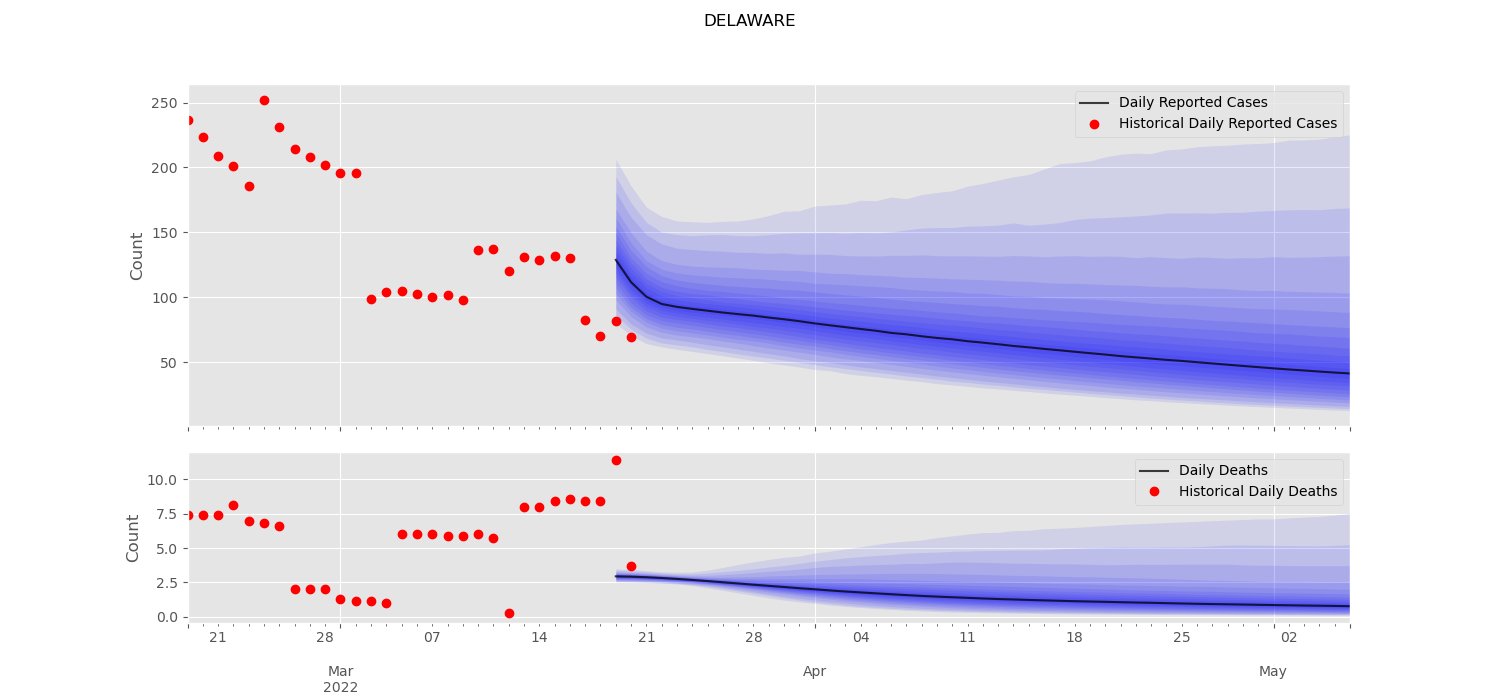 DELAWARE
250
200
150
100
50
Count
Daily Reported Cases
Historical Daily Reported Cases
10.0
7.5
5.0
2.5
0.0
Count
Daily Deaths
Historical Daily Deaths
21 28 07 14 21 28 04 11 18 25 02
Mar Apr May
2022